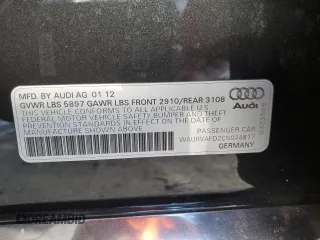 MFD. BY AUDI AG 01 12
GVWR LBS 5897 GAWR LBS FRONT 2910/REAR 3108
THIS VEHICLE CONFORMS TO ALL APPLICABLE U.S.
FEDERAL MOTOR VEHICLE SAFETY, BUMPER AND THEFT
PREVENTION STANDARDS IN EFFECT ON THE DATE OF
MANUFACTURE SHOWN ABOVE.
Audi
PASSENGER CAR
GERMANY
STREAMBID